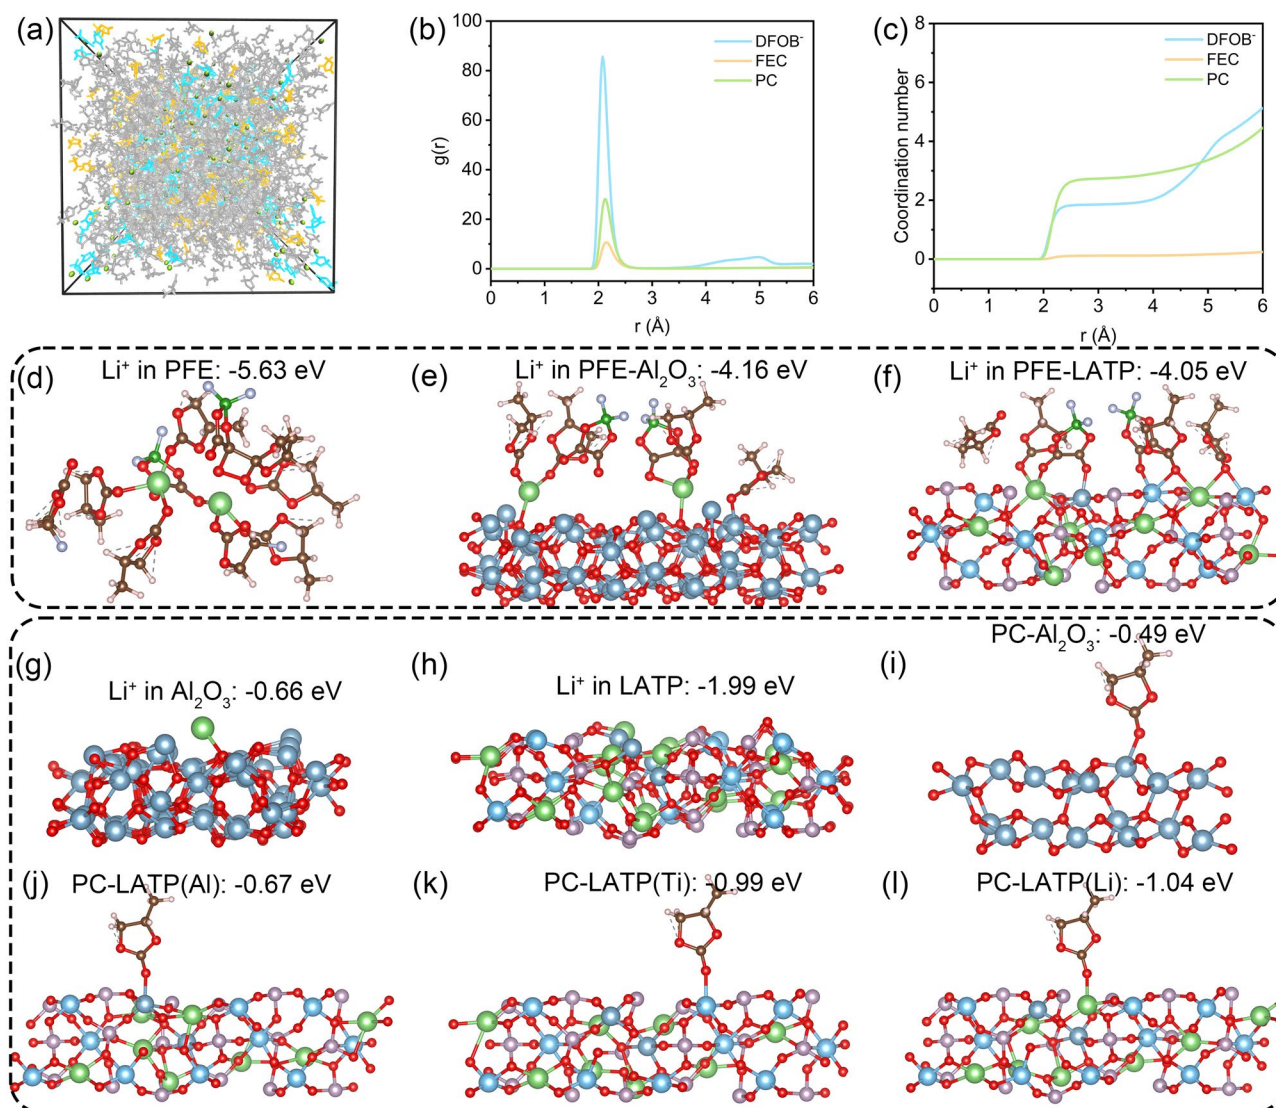 (a)
(b)
100
80
60
40
20
0
g(r)
DFOB⁻
FEC
PC
0 1 2 3 4 5 6
r (Å)
(c)
8
6
4
2
0
Coordination number
DFOB⁻
FEC
PC
0 1 2 3 4 5 6
r (Å)
(d) Li⁺ in PFE: -5.63 eV
(e) Li⁺ in PFE-Al₂O₃: -4.16 eV
(f) Li⁺ in PFE-LATP: -4.05 eV
(g) Li⁺ in Al₂O₃: -0.66 eV
(h) Li⁺ in LATP: -1.99 eV
(i) PC-Al₂O₃: -0.49 eV
(j) PC-LATP(Al): -0.67 eV
(k) PC-LATP(Ti): -0.99 eV
(l) PC-LATP(Li): -1.04 eV